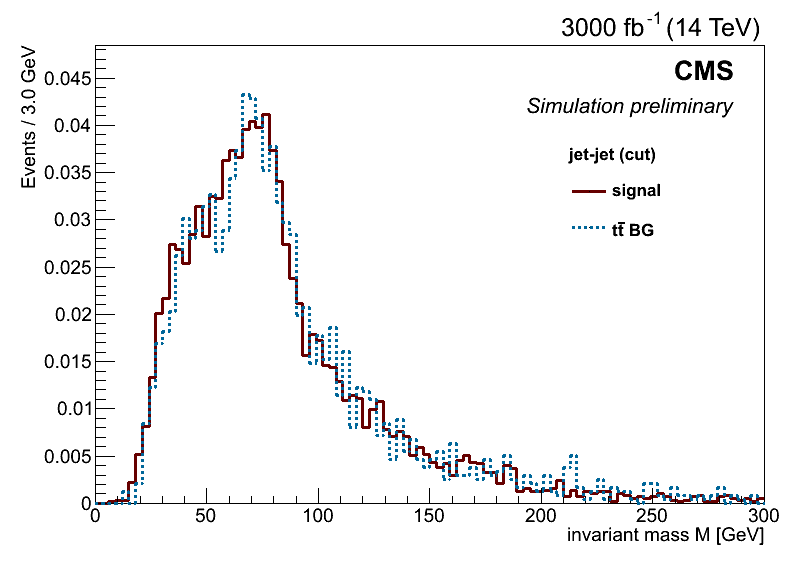 3000 fb⁻¹ (14 TeV)
Events / 3.0 GeV
CMS
Simulation preliminary
jet-jet (cut)
signal
tt̄ BG
0.045
0.04
0.035
0.03
0.025
0.02
0.015
0.01
0.005
0
0 50 100 150 200 250 300
invariant mass M [GeV]